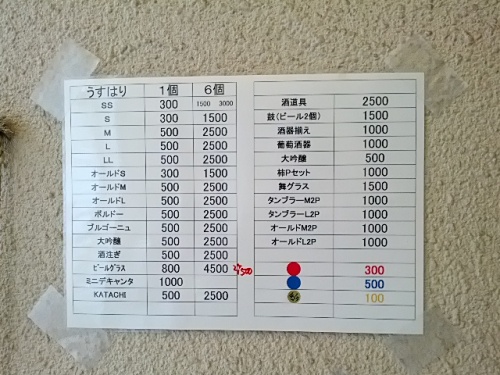 うすはり 1個 6個
SS 300 1500 3000
S 300 1500
M 500 2500
L 500 2500
LL 500 2500
オールドS 300 1500
オールドM 500 2500
オールドL 500 2500
ボルドー 500 2500
ブルゴーニュ 500 2500
大吟醸 500 2500
酒注ぎ 500 2500
ビールグラス 800 4500
ミニデキャンタ 1000
KATACHI 500 2500
酒道具 2500
鼓(ビール2個) 1500
酒器揃え 1000
葡萄酒器 1000
大吟醸 500
柿Pセット 1000
舞グラス 1500
タンブラーM2P 1000
タンブラーL2P 1000
オールドM2P 1000
オールドL2P 1000
300
500
100